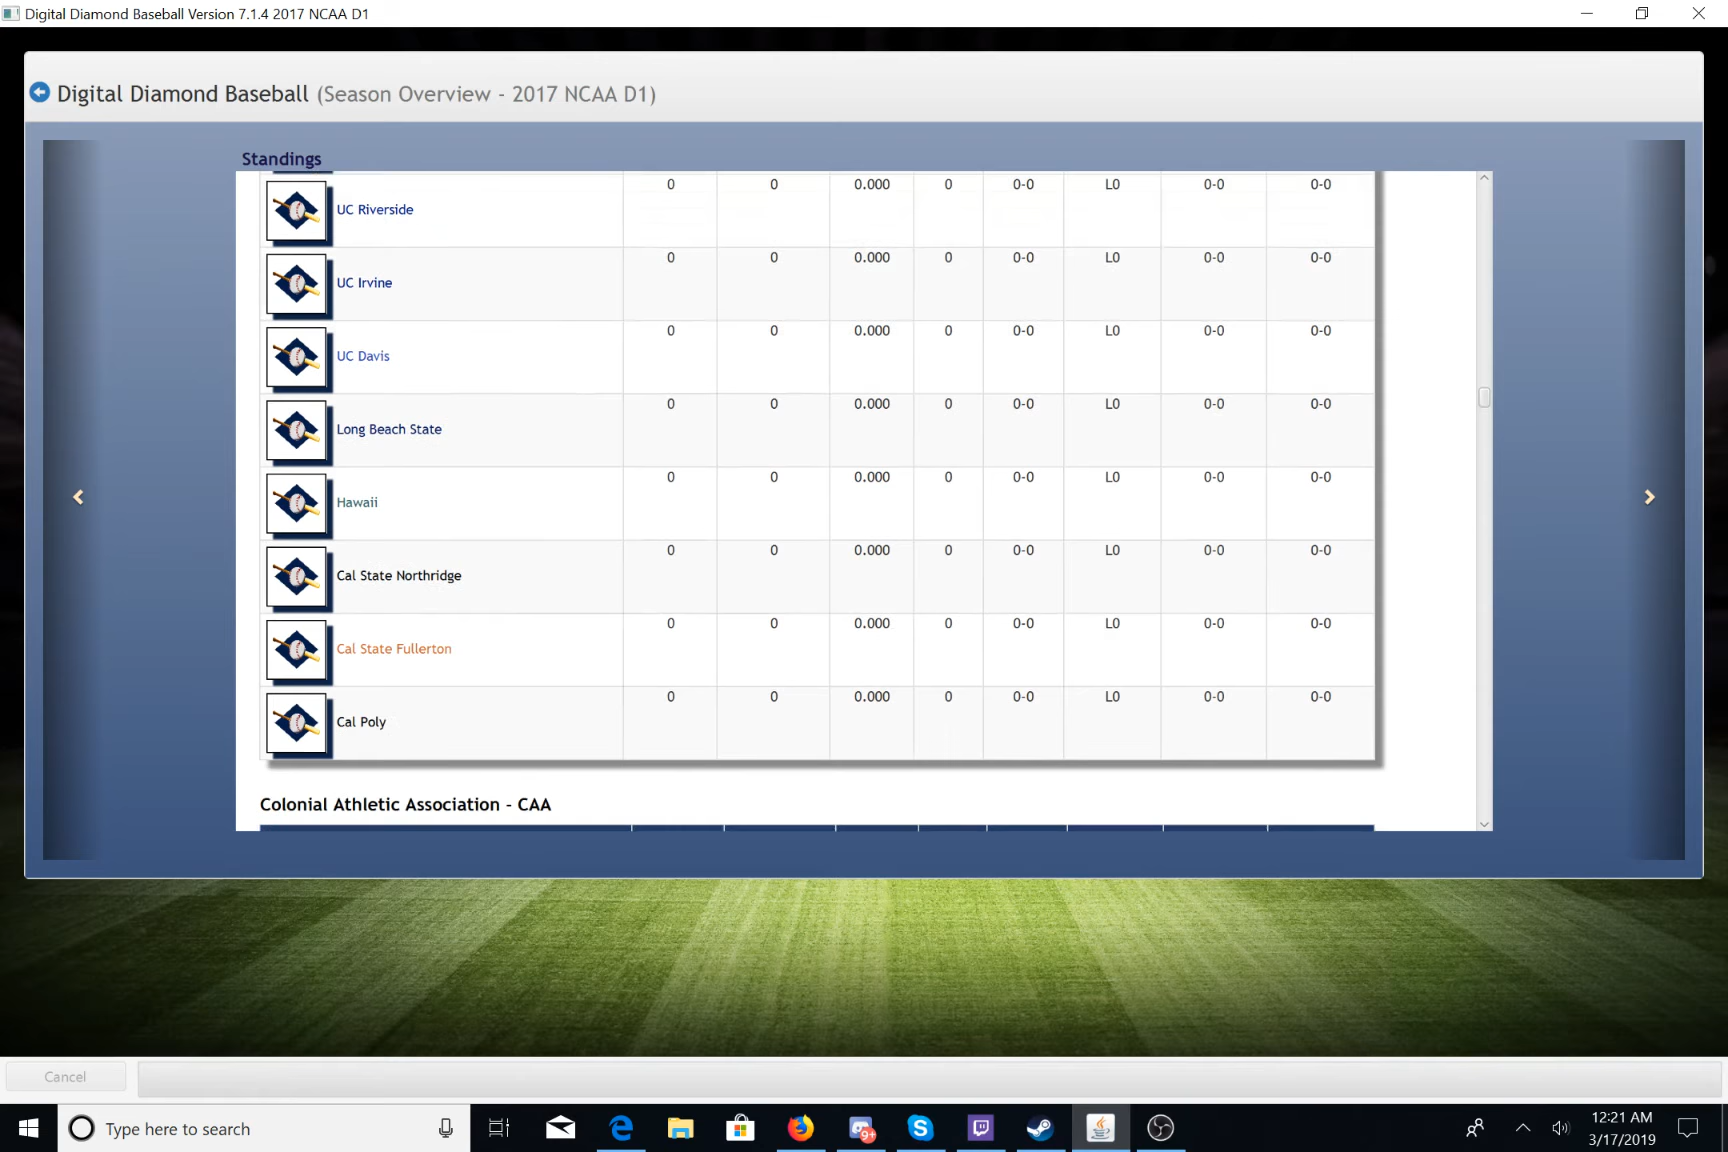 Digital Diamond Baseball Version 7.1.4 2017 NCAA D1
Digital Diamond Baseball (Season Overview - 2017 NCAA D1)
Standings
UC Riverside 0 0 0.000 0 0-0 L0 0-0 0-0
UC Irvine 0 0 0.000 0 0-0 L0 0-0 0-0
UC Davis 0 0 0.000 0 0-0 L0 0-0 0-0
Long Beach State 0 0 0.000 0 0-0 L0 0-0 0-0
Hawaii 0 0 0.000 0 0-0 L0 0-0 0-0
Cal State Northridge 0 0 0.000 0 0-0 L0 0-0 0-0
Cal State Fullerton 0 0 0.000 0 0-0 L0 0-0 0-0
Cal Poly 0 0 0.000 0 0-0 L0 0-0 0-0
Colonial Athletic Association - CAA
Cancel
Type here to search
9+
12:21 AM
3/17/2019